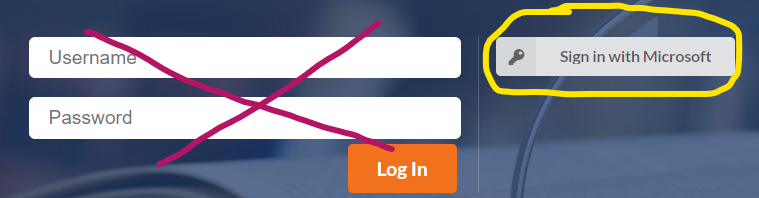 Username
Password
Log In
Sign in with Microsoft